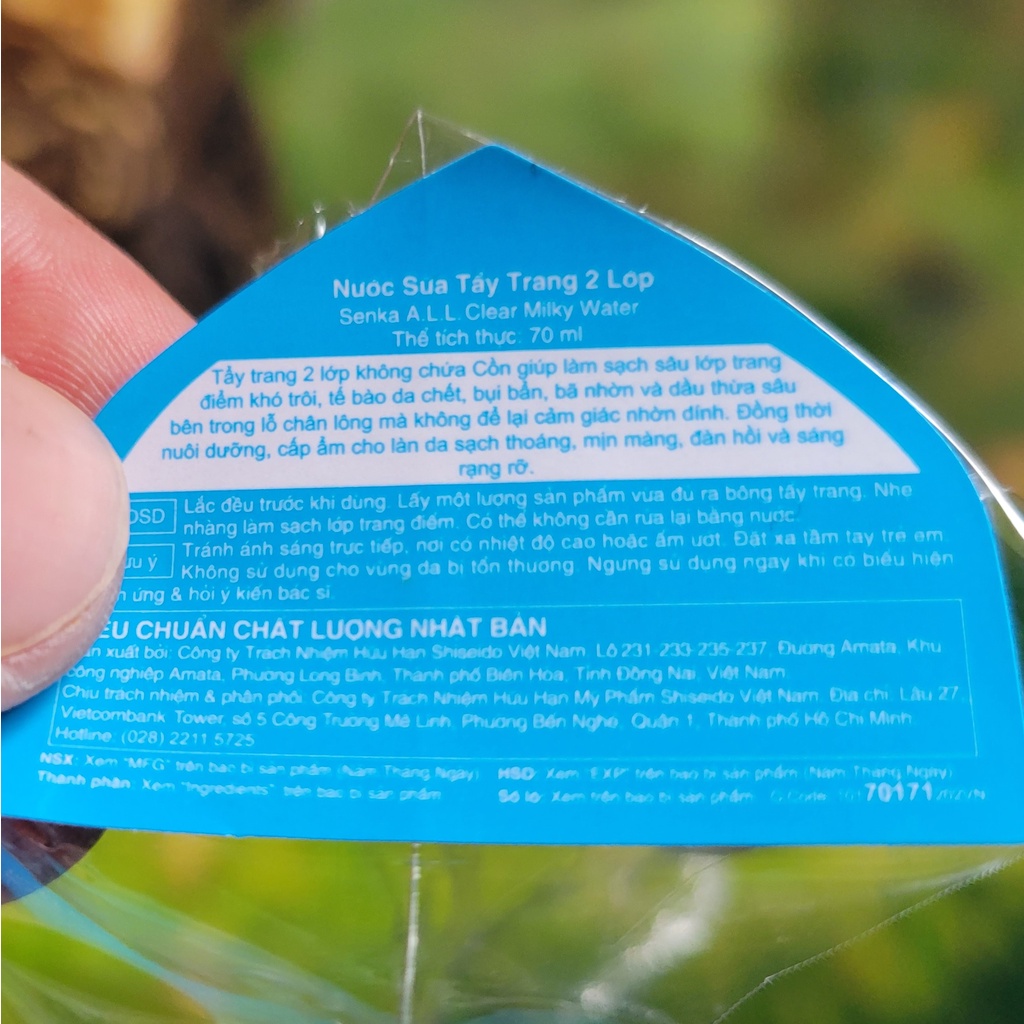 Nước Sữa Tẩy Trang 2 Lớp
Senka A.L.L. Clear Milky Water
Thể tích thực: 70 ml
Tẩy trang 2 lớp không chứa Cồn giúp làm sạch sâu lớp trang
điểm khó trôi, tế bào da chết, bụi bẩn, bã nhờn và dầu thừa sâu
bên trong lỗ chân lông mà không để lại cảm giác nhờn dính. Đồng thời
nuôi dưỡng, cấp ẩm cho làn da sạch thoáng, mịn màng, đàn hồi và sáng
rạng rỡ.
Lắc đều trước khi dùng. Lấy một lượng sản phẩm vừa đủ ra bông tẩy trang. Nhẹ
nhàng làm sạch lớp trang điểm. Có thể không cần rửa lại bằng nước.
Tránh ánh sáng trực tiếp, nơi có nhiệt độ cao hoặc ẩm ướt. Đặt xa tầm tay trẻ em.
ưu ý Không sử dụng cho vùng da bị tổn thương. Ngưng sử dụng ngay khi có biểu hiện
ứng & hỏi ý kiến bác sĩ.
CHUẨN CHẤT LƯỢNG NHẬT BẢN
xuất bởi: Công ty Trách Nhiệm Hữu Hạn Shiseido Việt Nam. Lô 231-233-235-237, Đường Amata, Khu
công nghiệp Amata, Phường Long Bình, Thành phố Biên Hòa, Tỉnh Đồng Nai, Việt Nam.
Chịu trách nhiệm & phân phối: Công ty Trách Nhiệm Hữu Hạn Mỹ Phẩm Shiseido Việt Nam. Địa chỉ: Lầu 27,
Vietcombank Tower, số 5 Công Trường Mê Linh, Phường Bến Nghé, Quận 1, Thành phố Hồ Chí Minh
Hotline: (028) 2211 5725
NSX: Xem "MFG" trên bao bì sản phẩm (Năm Tháng Ngày) HSD: Xem "EXP" trên bao bì sản phẩm (Năm Tháng Ngày)
Thành phần: Xem "Ingredients" trên bao bì sản phẩm Số lô: Xem trên bao bì sản phẩm G.Code: 70171